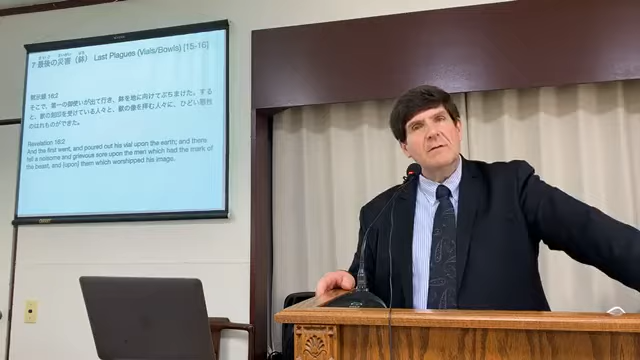 7 最後の災害（鉢） Last Plagues (Vials/Bowls) [15-16]
黙示録 16:2
そこで、第一の御使いが出て行き、鉢を地に向けてぶちまけた。する
と、獣の刻印を受けている人々と、獣の像を拝む人々に、ひどい悪性
のはれものができた。
Revelation 16:2
And the first went, and poured out his vial upon the earth; and there
fell a noisome and grievous sore upon the men which had the mark of
the beast, and [upon] them which worshipped his image.